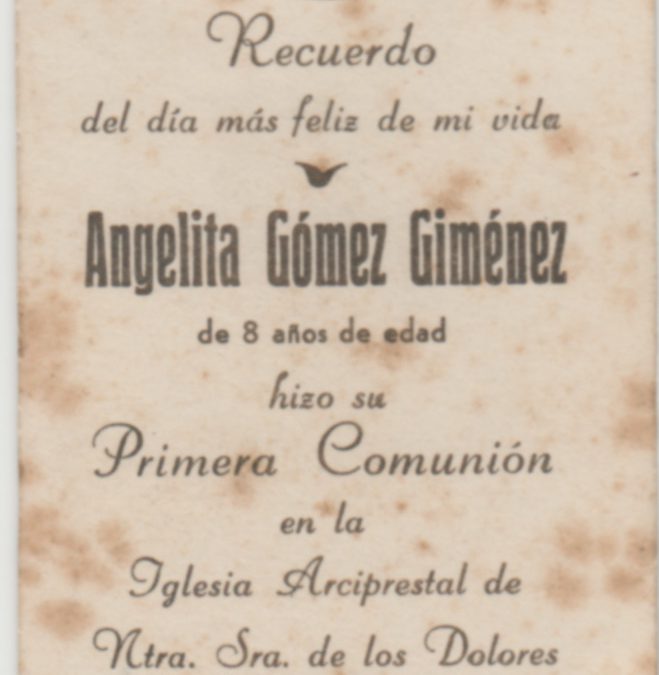 Recuerdo
del día más feliz de mi vida
Angelita Gómez Giménez
de 8 años de edad
hizo su
Primera Comunión
en la
Iglesia Arciprestal de
Ntra. Sra. de los Dolores